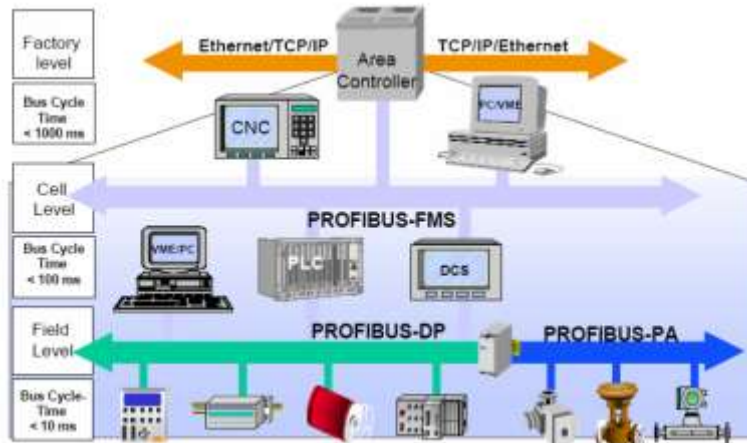 Factory
level
Ethernet/TCP/IP
TCP/IP/Ethernet
Area
Controller
Bus Cycle
Time
< 1000 ms
CNC
PC/VME
Cell
Level
PROFIBUS-FMS
Bus Cycle
Time
< 100 ms
VME/PC
PLC
DCS
Field
Level
PROFIBUS-DP
PROFIBUS-PA
Bus Cycle-
Time
< 10 ms